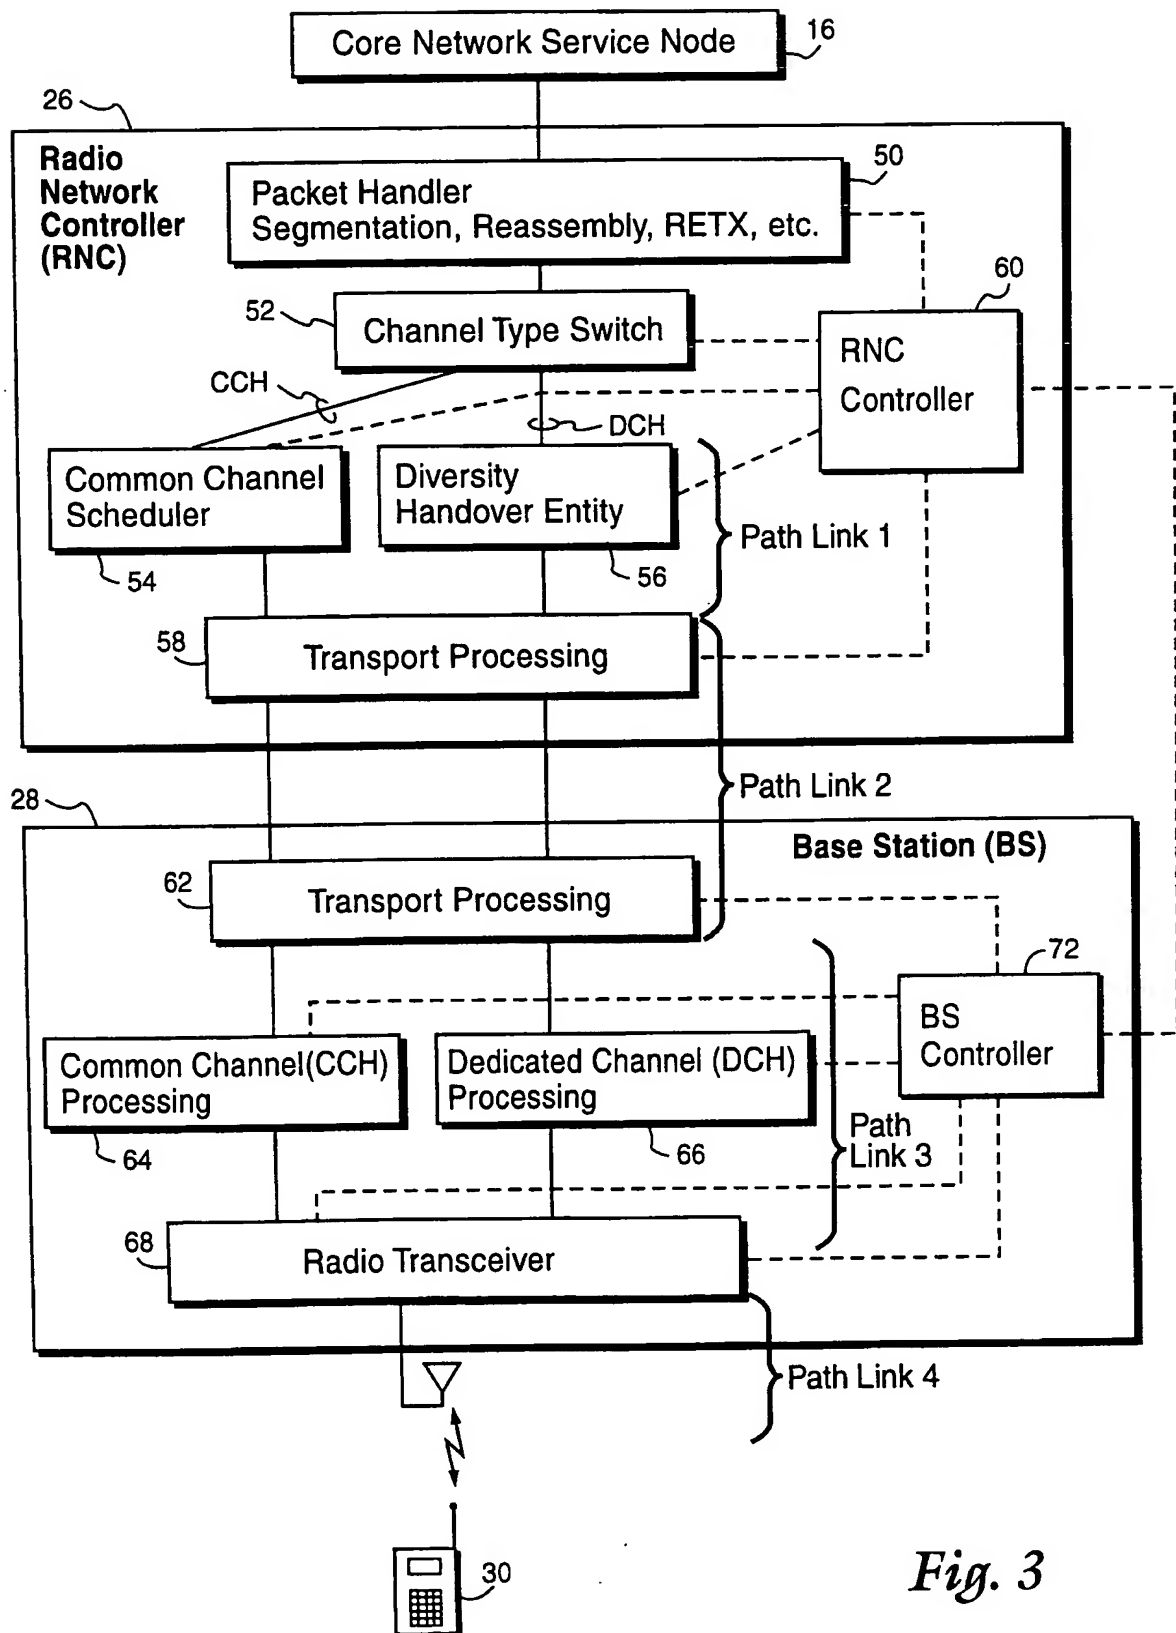 Core Network Service Node
16
26
Radio
Network
Controller
(RNC)
50
Packet Handler
Segmentation, Reassembly, RETX, etc.
60
52
Channel Type Switch
RNC
Controller
CCH
DCH
Common Channel
Scheduler
Diversity
Handover Entity
Path Link 1
54
56
58
Transport Processing
Path Link 2
28
Base Station (BS)
62
Transport Processing
72
BS
Controller
Common Channel(CCH)
Processing
Dedicated Channel (DCH)
Processing
64
66
Path
Link 3
68
Radio Transceiver
Path Link 4
30
Fig. 3